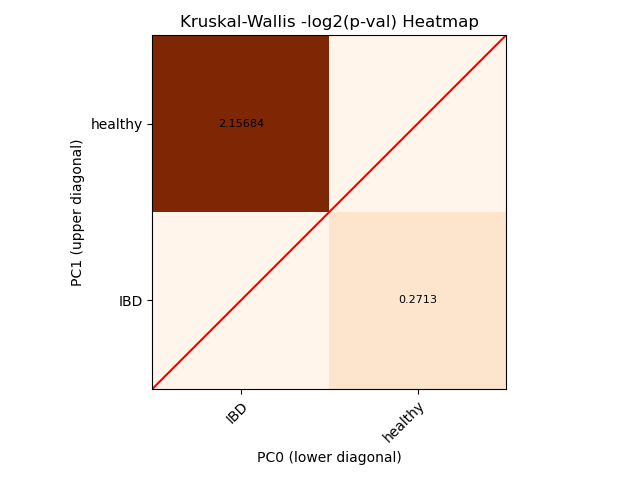 Kruskal-Wallis -log2(p-val) Heatmap
healthy
2.15684
PC1 (upper diagonal)
IBD
0.2713
IBD
healthy
PC0 (lower diagonal)